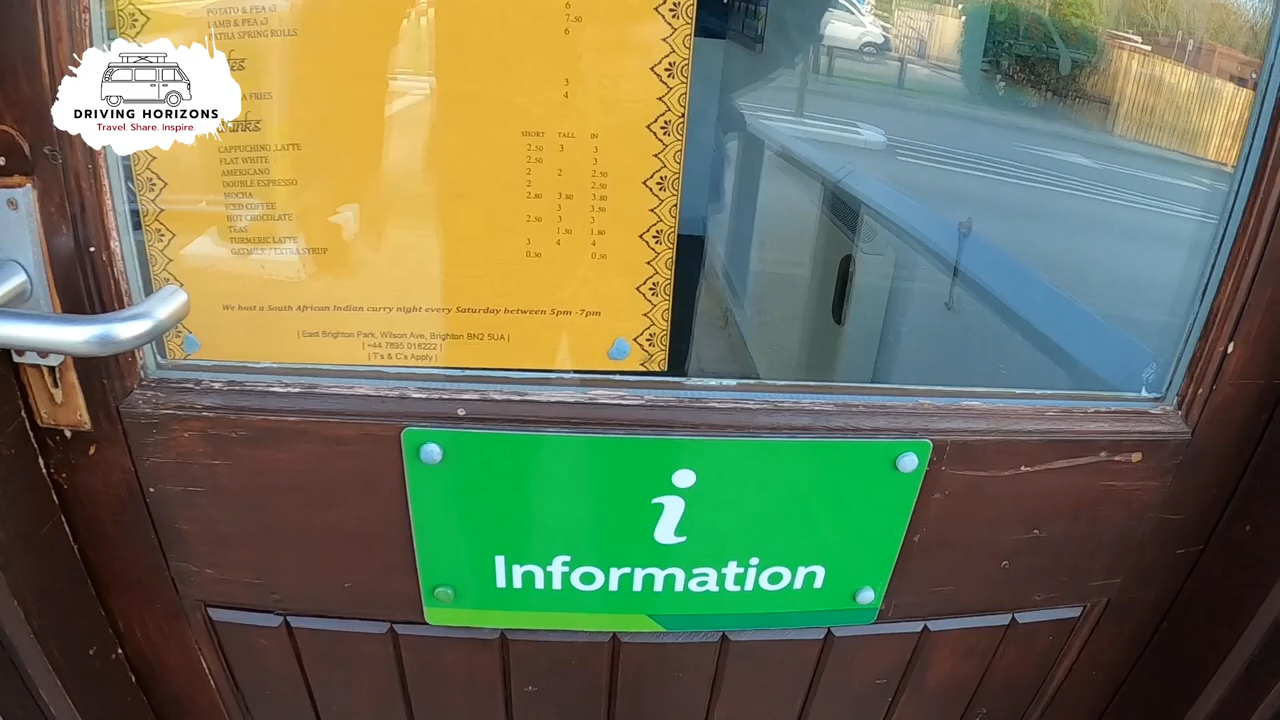 POTATO & PEA x3 6
LAMB & PEA x3 7.50
PATHA SPRING ROLLS 6
3
FRIES 4
DRIVING HORIZONS
Travel. Share. Inspire.
SHORT TALL IN
CAPPUCHINO ,LATTE 2.50 3 3
FLAT WHITE 2.50 3
AMERICANO 2 2 2.50
DOUBLE ESPRESSO 2 2.50
MOCHA 2.80 3.80 3.80
ICED COFFEE 3 3.50
HOT CHOCOLATE 2.50 3 3
TEAS 1.50 1.80
TURMERIC LATTE 3 4 4
OATMILK / EXTRA SYRUP 0.50 0.50
We host a South African Indian curry night every Saturday between 5pm -7pm
| East Brighton Park, Wilson Ave, Brighton BN2 5UA |
| +44 7895 018222 |
| T's & C's Apply |
i
Information